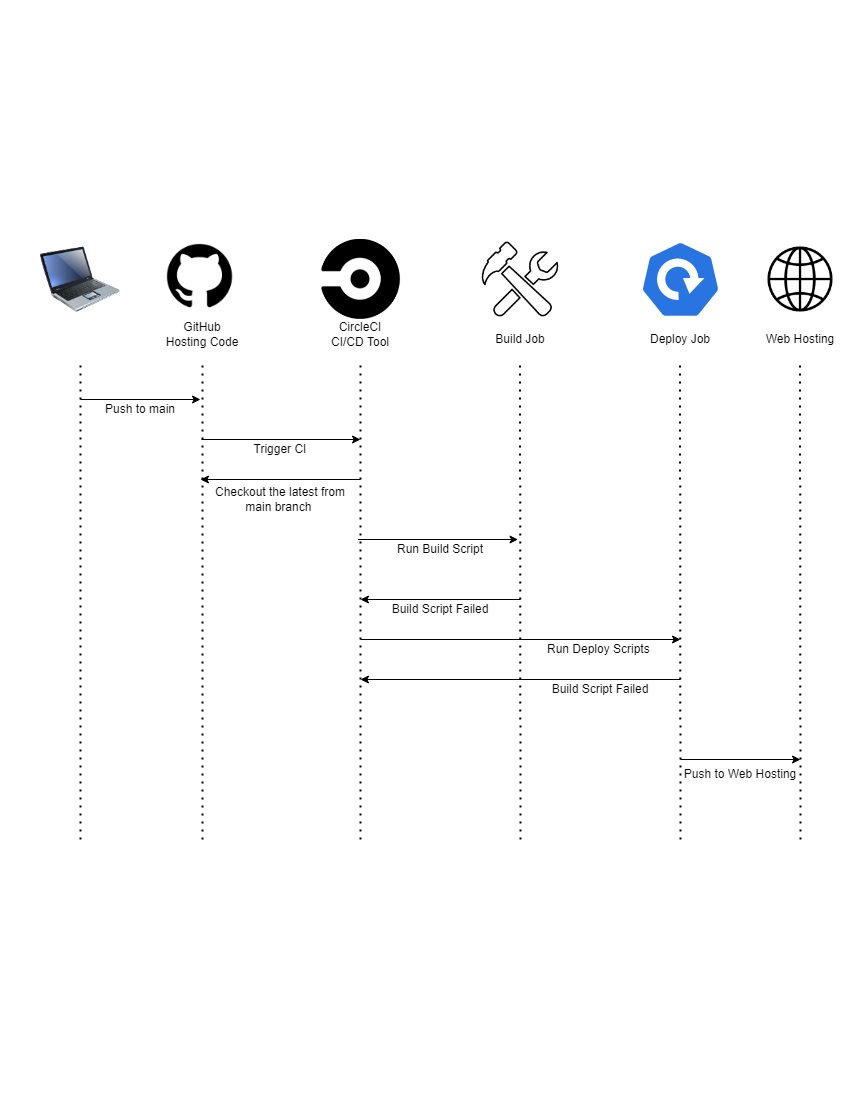 GitHub
Hosting Code
CircleCI
CI/CD Tool
Build Job
Deploy Job
Web Hosting
Push to main
Trigger CI
Checkout the latest from
main branch
Run Build Script
Build Script Failed
Run Deploy Scripts
Build Script Failed
Push to Web Hosting